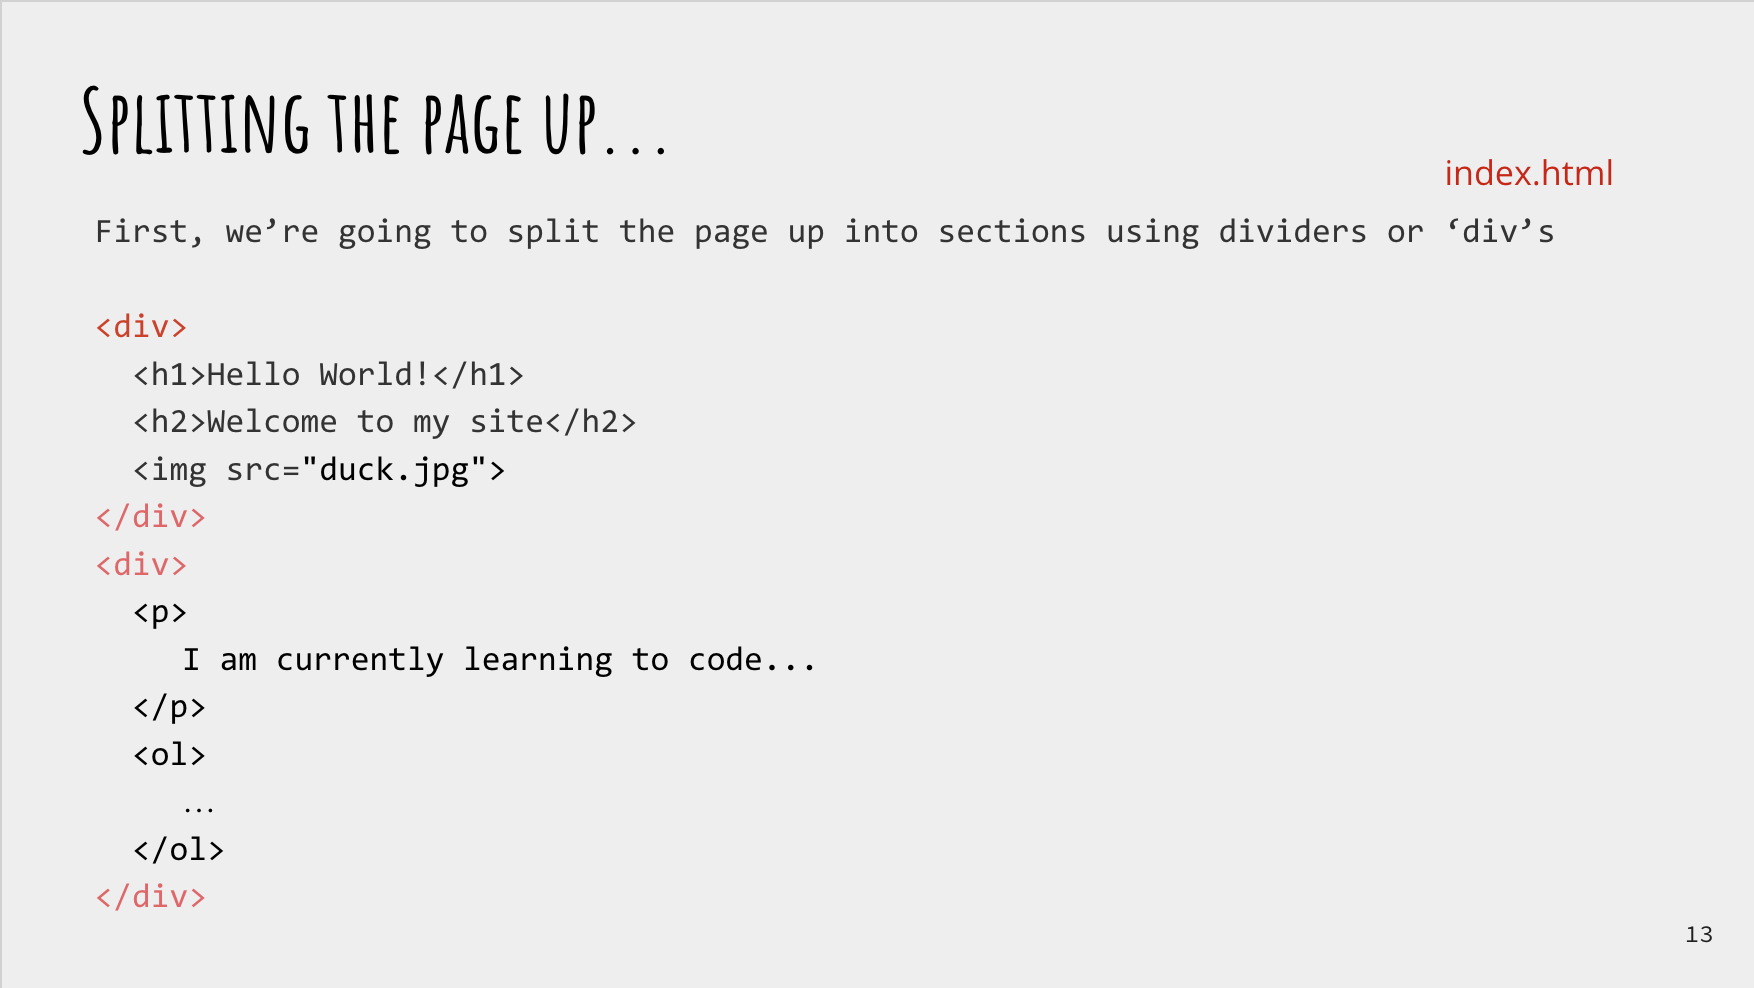 Splitting the page up...
index.html
First, we’re going to split the page up into sections using dividers or ‘div’s
<div>
<h1>Hello World!</h1>
<h2>Welcome to my site</h2>
<img src="duck.jpg">
</div>
<div>
<p>
I am currently learning to code...
</p>
<ol>
...
</ol>
</div>
13